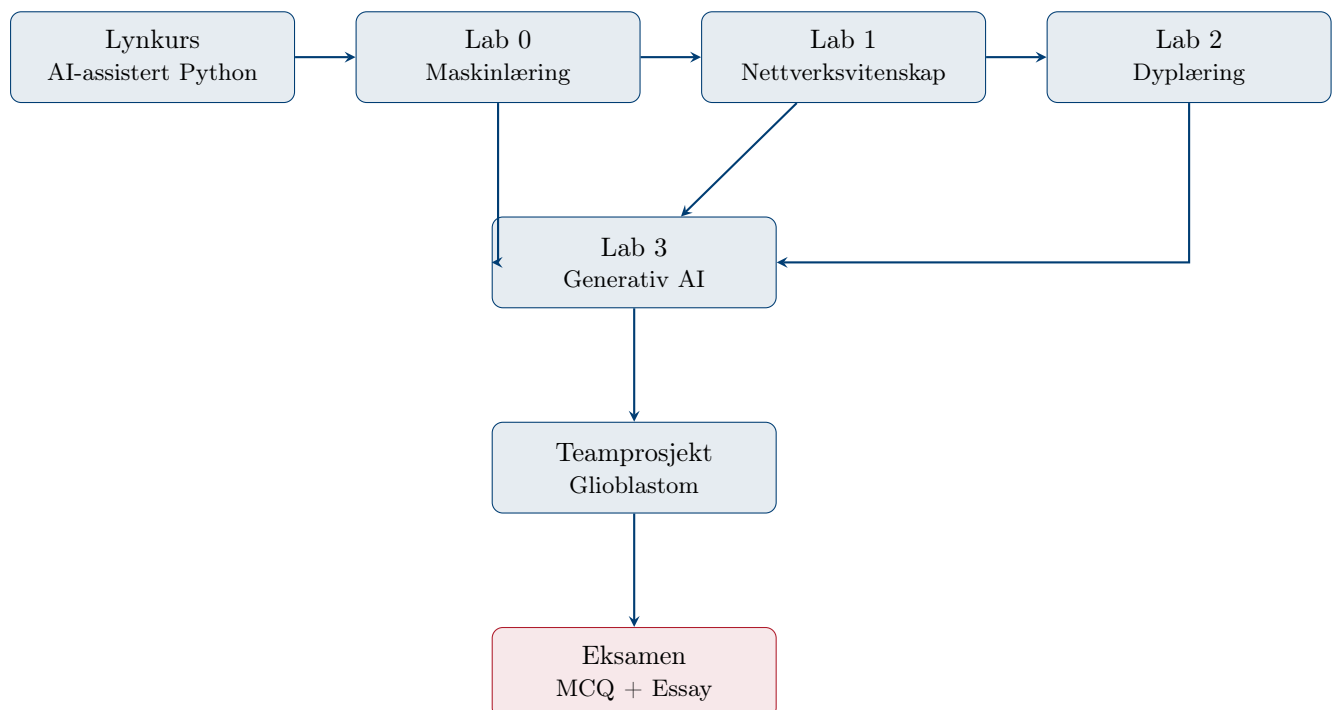 Lynkurs
AI-assistert Python
Lab 0
Maskinlæring
Lab 1
Nettverksvitenskap
Lab 2
Dyplæring
Lab 3
Generativ AI
Teamprosjekt
Glioblastom
Eksamen
MCQ + Essay